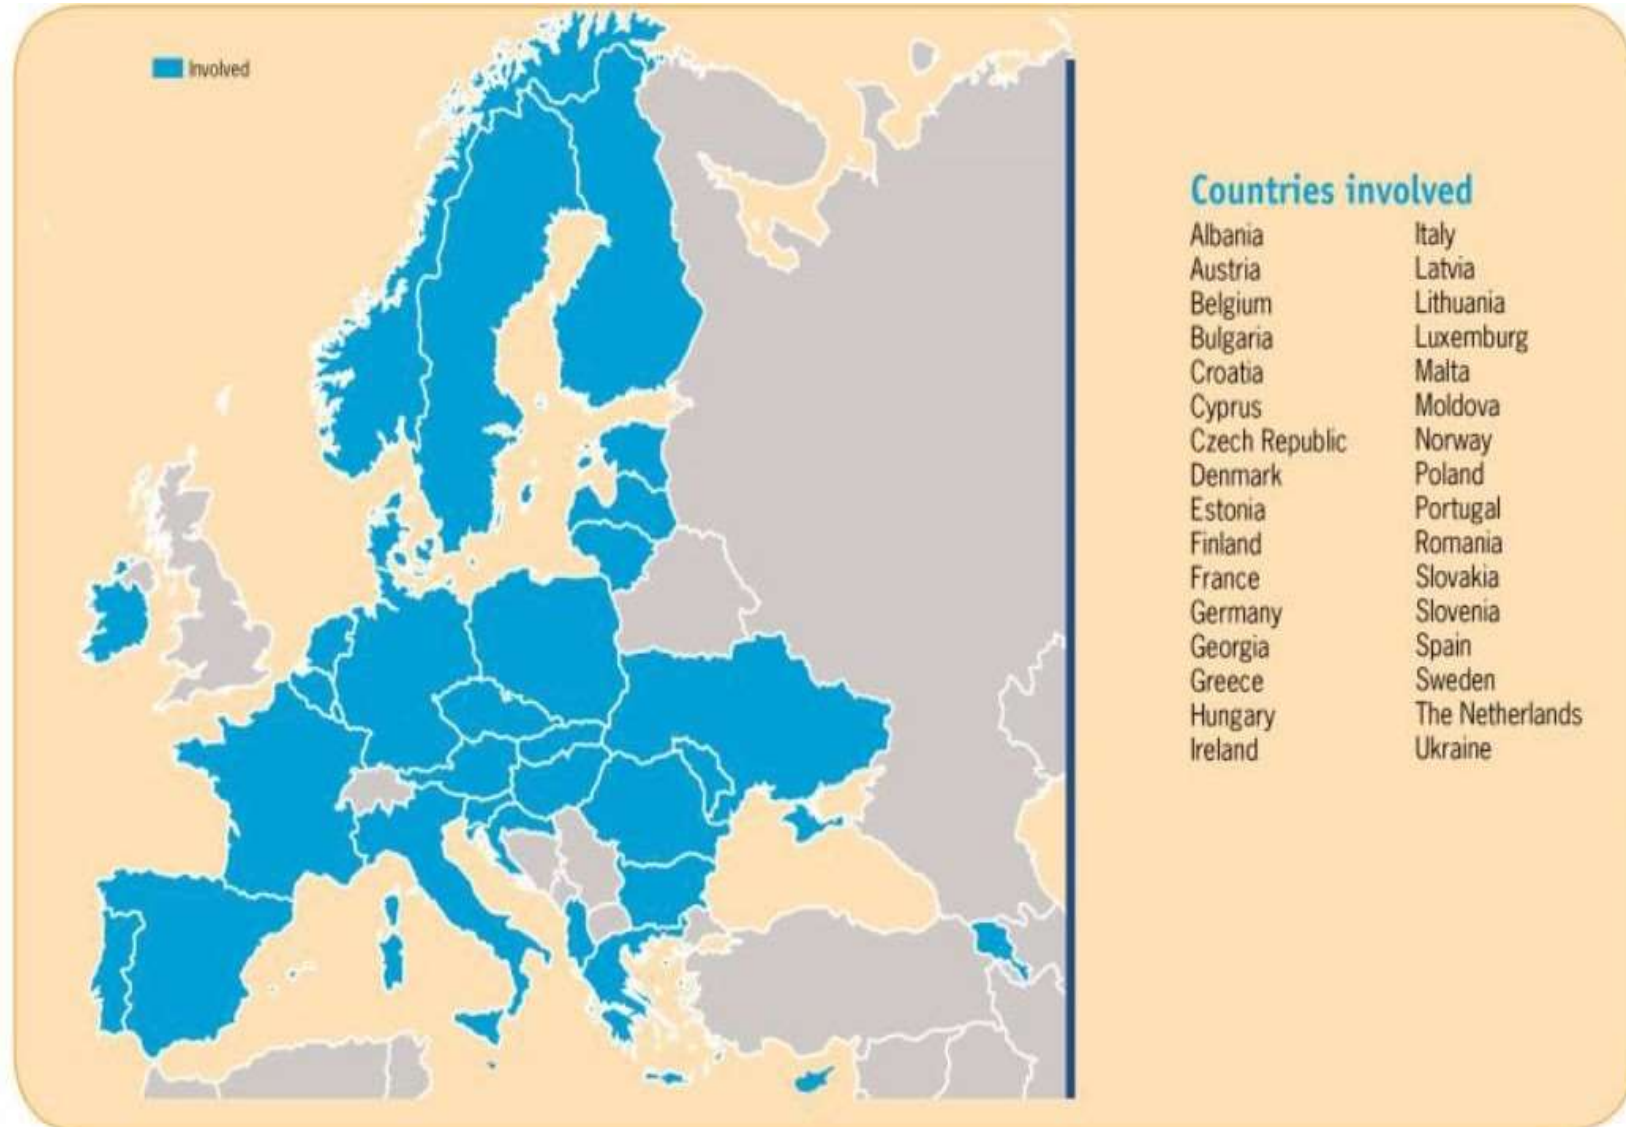 Involved
Countries involved
Albania
Austria
Belgium
Bulgaria
Croatia
Cyprus
Czech Republic
Denmark
Estonia
Finland
France
Germany
Georgia
Greece
Hungary
Ireland
Italy
Latvia
Lithuania
Luxemburg
Malta
Moldova
Norway
Poland
Portugal
Romania
Slovakia
Slovenia
Spain
Sweden
The Netherlands
Ukraine